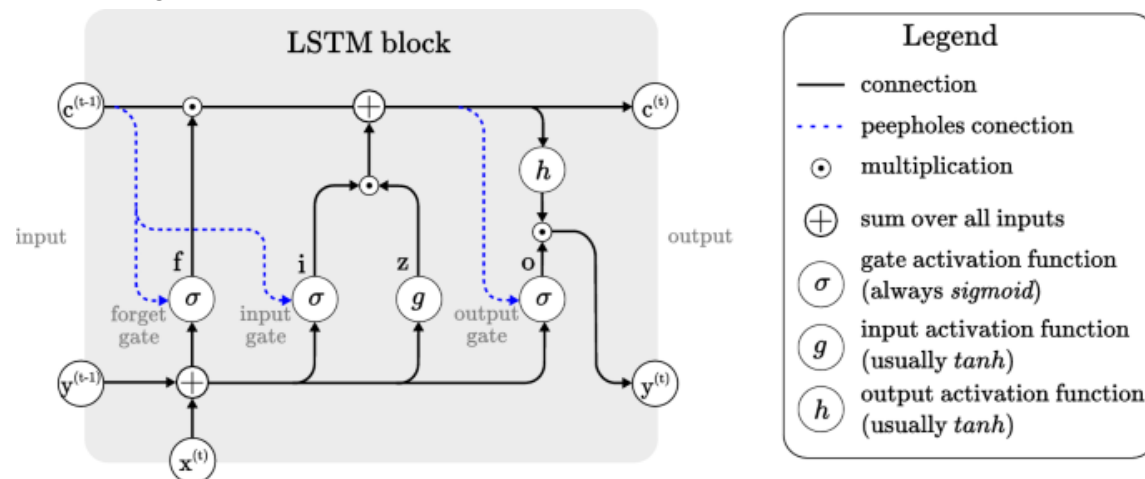 LSTM block
c(t-1)
c(t)
h
input
output
f
i
z
o
σ
σ
g
σ
forget
gate
input
gate
output
gate
y(t-1)
y(t)
x(t)
Legend
connection
peepholes conection
multiplication
sum over all inputs
σ
gate activation function
(always sigmoid)
g
input activation function
(usually tanh)
h
output activation function
(usually tanh)